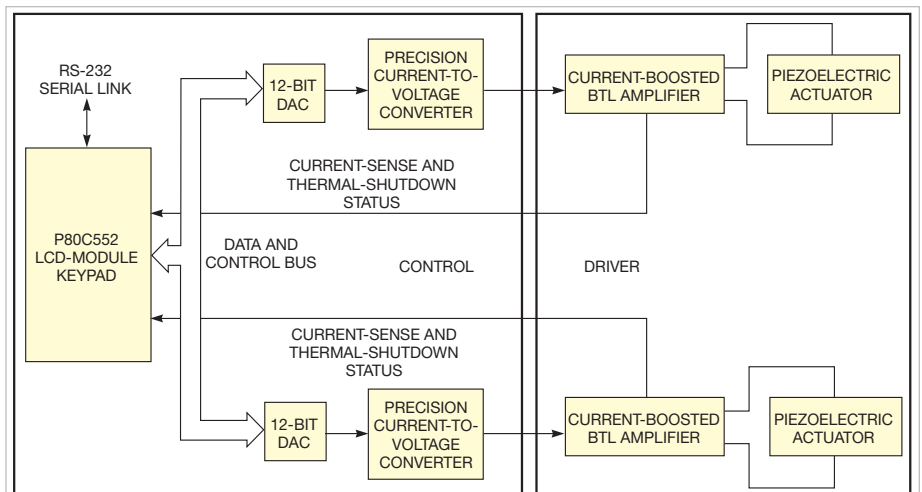 RS-232
SERIAL LINK
12-BIT
DAC
PRECISION
CURRENT-TO-
VOLTAGE
CONVERTER
CURRENT-BOOSTED
BTL AMPLIFIER
PIEZOELECTRIC
ACTUATOR
CURRENT-SENSE AND
THERMAL-SHUTDOWN
STATUS
P80C552
LCD-MODULE
KEYPAD
DATA AND
CONTROL BUS
CONTROL
DRIVER
CURRENT-SENSE AND
THERMAL-SHUTDOWN
STATUS
12-BIT
DAC
PRECISION
CURRENT-TO-
VOLTAGE
CONVERTER
CURRENT-BOOSTED
BTL AMPLIFIER
PIEZOELECTRIC
ACTUATOR